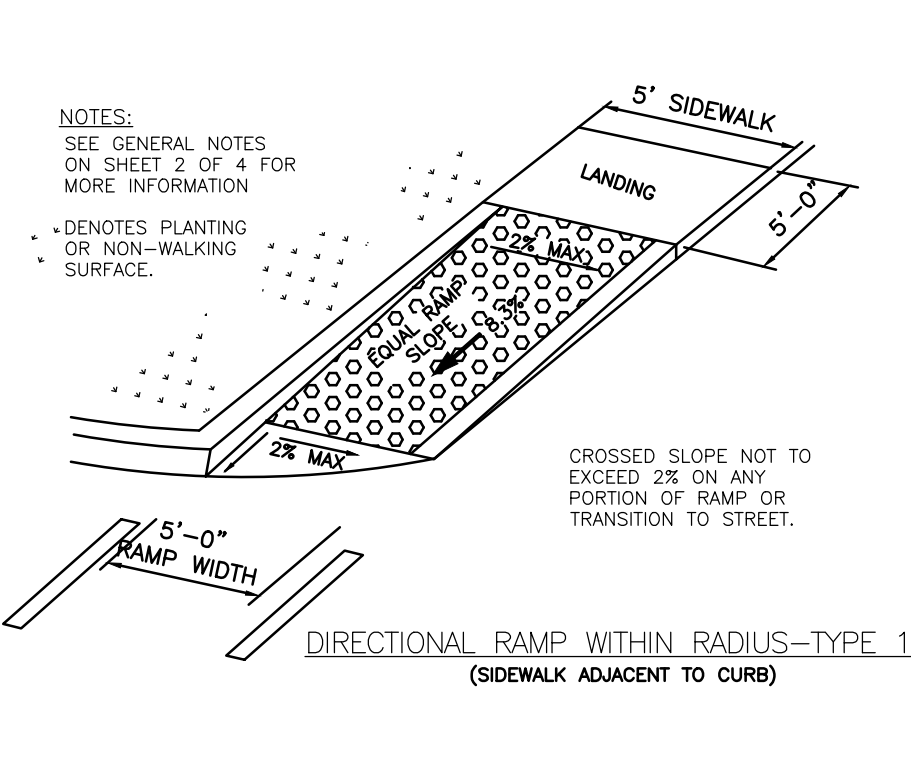 NOTES:
SEE GENERAL NOTES
ON SHEET 2 OF 4 FOR
MORE INFORMATION
DENOTES PLANTING
OR NON-WALKING
SURFACE.
5' SIDEWALK
LANDING
5'-0"
2% MAX.
EQUAL RAMP
SLOPE
8.3%
2% MAX
CROSSED SLOPE NOT TO
EXCEED 2% ON ANY
PORTION OF RAMP OR
TRANSITION TO STREET.
5'-0"
RAMP WIDTH
DIRECTIONAL RAMP WITHIN RADIUS-TYPE 1
(SIDEWALK ADJACENT TO CURB)